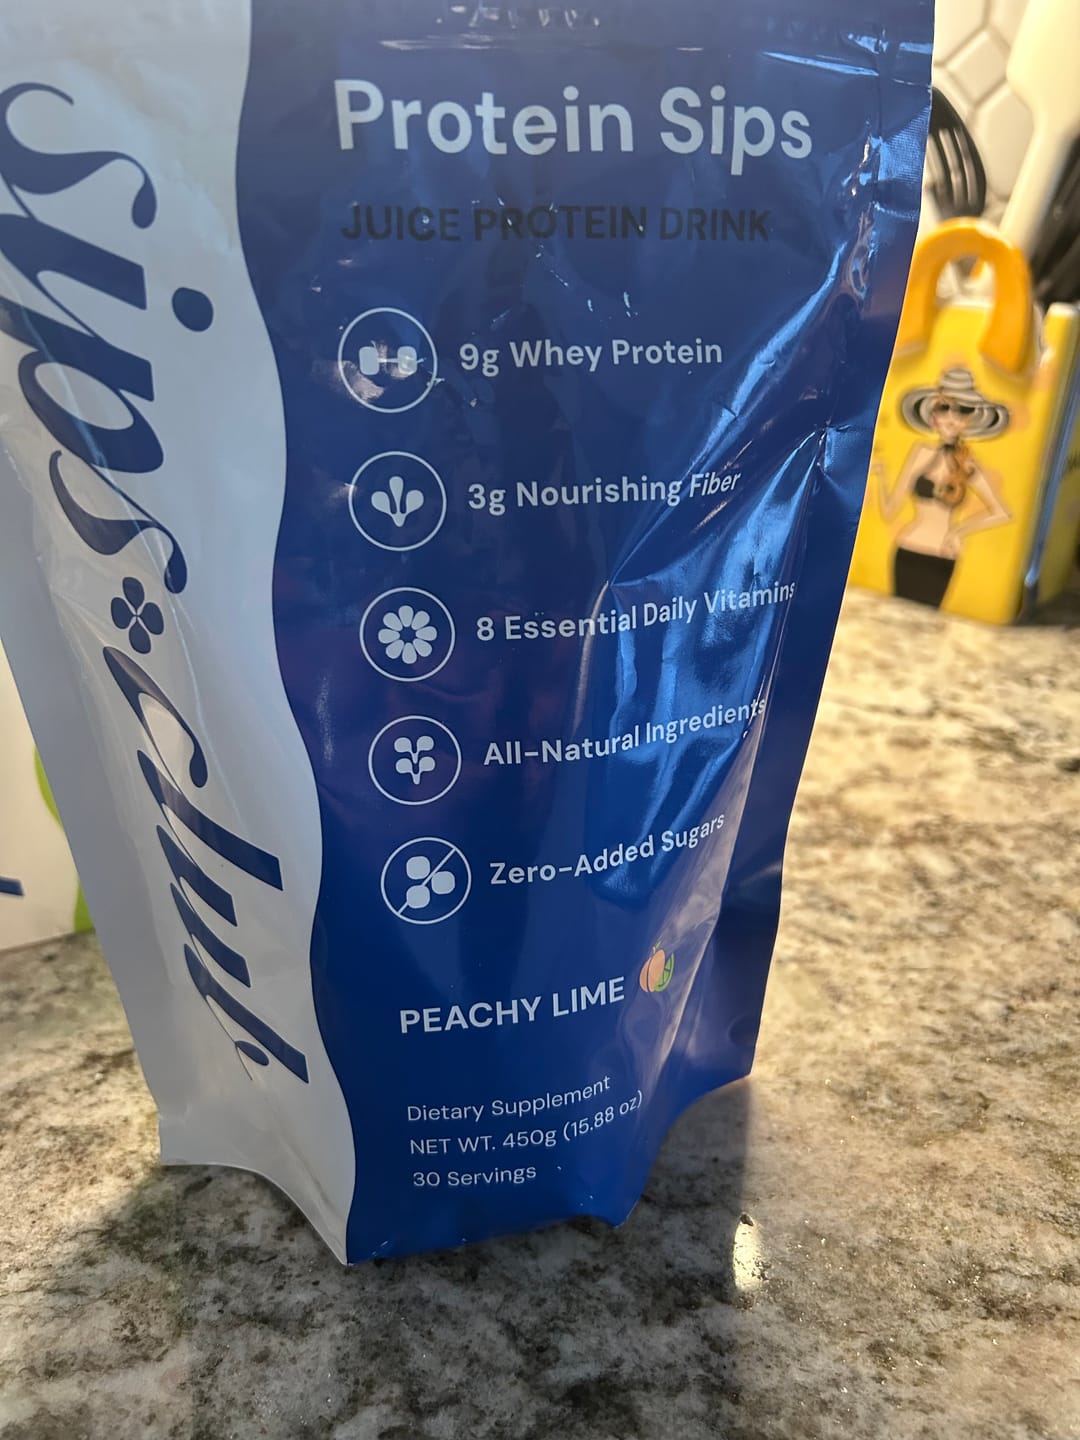 sips clur
Protein Sips
JUICE PROTEIN DRINK
9g Whey Protein
3g Nourishing Fiber
8 Essential Daily Vitamins
All-Natural Ingredients
Zero-Added Sugars
PEACHY LIME
Dietary Supplement
NET WT. 450g (15.88 oz)
30 Servings